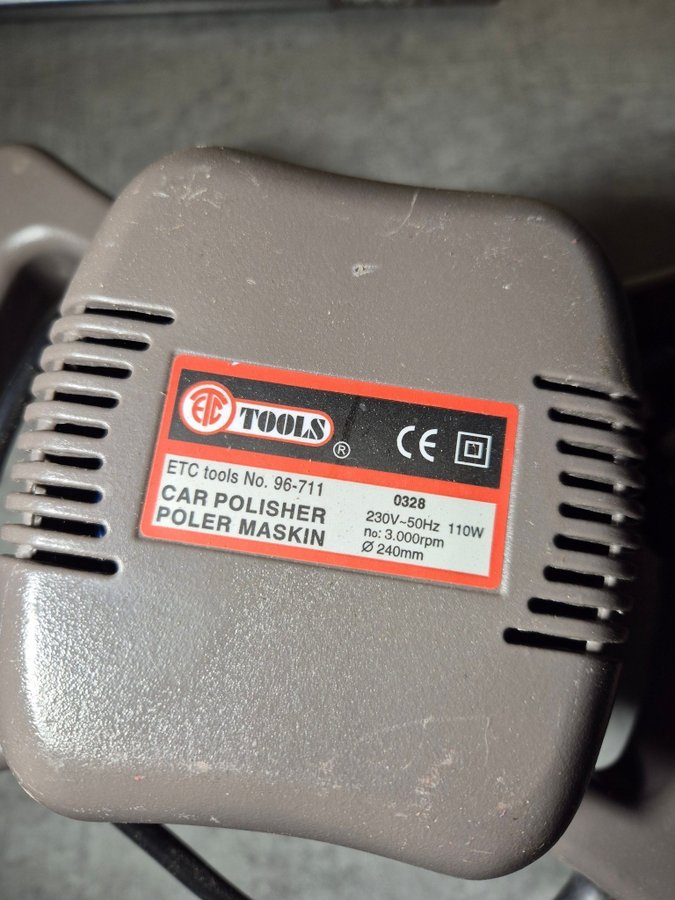 ETC TOOLS ®
CE
ETC tools No. 96-711
CAR POLISHER
POLER MASKIN
0328
230V~50Hz 110W
no: 3.000rpm
Ø 240mm